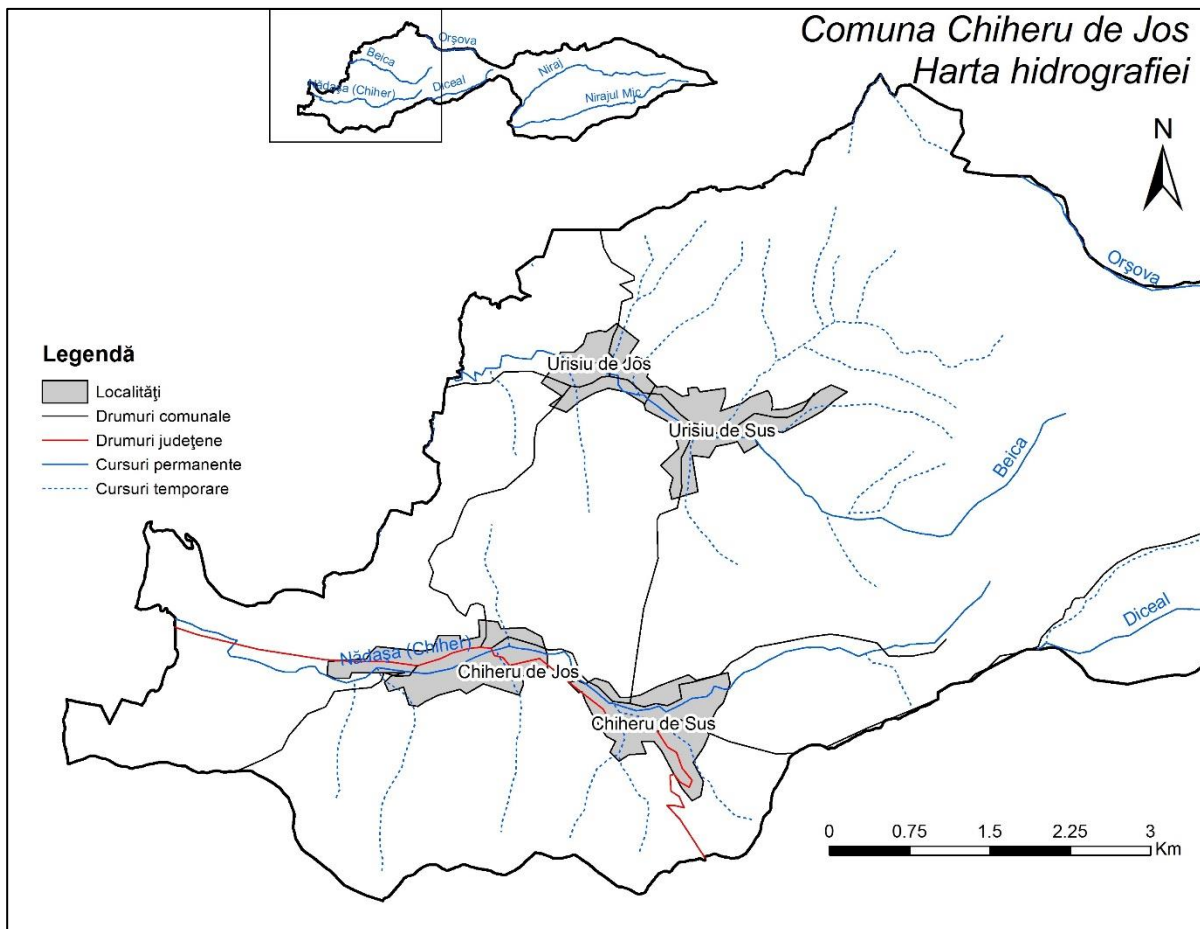 Comuna Chiheru de Jos
Harta hidrografiei
Orşova
Beica
Niraj
Nădaşa (Chiher)
Diceal
Nirajul Mic
N
Orşova
Legendă
Localităţi
Drumuri comunale
Drumuri judeţene
Cursuri permanente
Cursuri temporare
Urisiu de Jos
Urisiu de Sus
Beica
Diceal
Nădaşa (Chiher)
Chiheru de Jos
Chiheru de Sus
0 0.75 1.5 2.25 3
Km